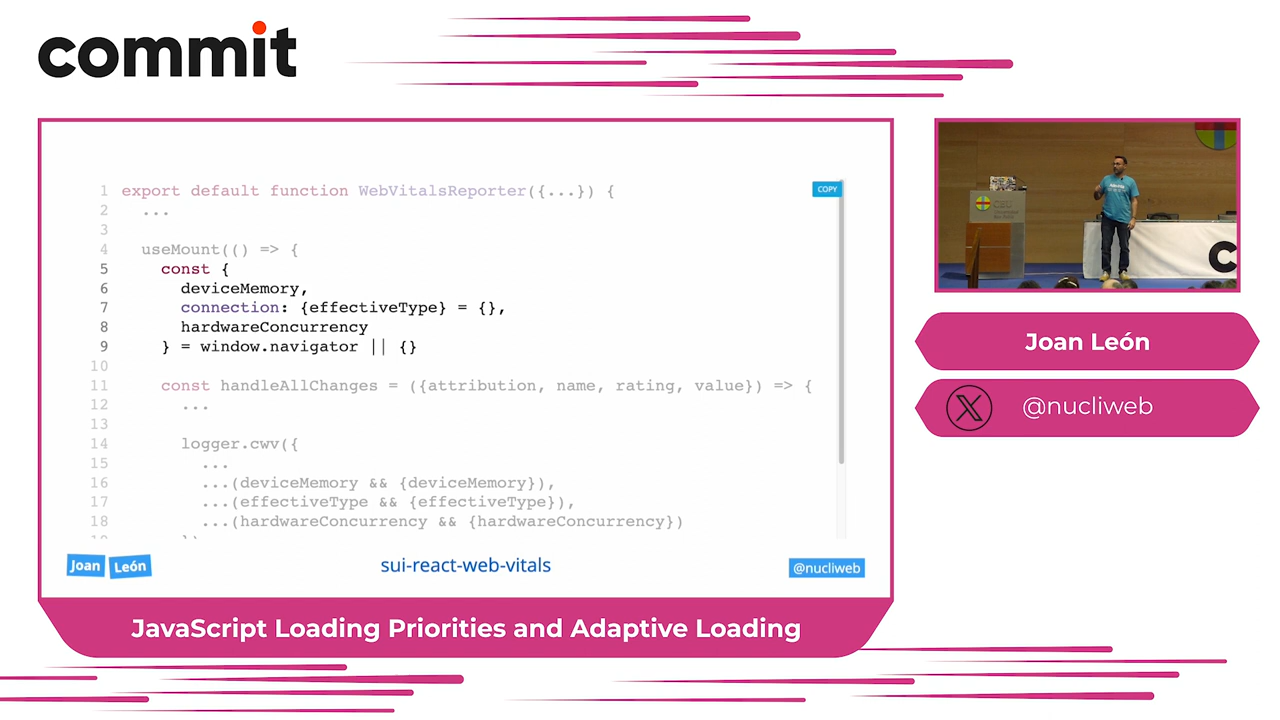 commit
1 export default function WebVitalsReporter({...}) {
2 ...
3
4 useMount(() => {
5 const {
6 deviceMemory,
7 connection: {effectiveType} = {},
8 hardwareConcurrency
9 } = window.navigator || {}
10
11 const handleAllChanges = ({attribution, name, rating, value}) => {
12 ...
13
14 logger.cwv({
15 ...
16 ...(deviceMemory && {deviceMemory}),
17 ...(effectiveType && {effectiveType}),
18 ...(hardwareConcurrency && {hardwareConcurrency})
COPY
Joan León
sui-react-web-vitals
@nucliweb
JavaScript Loading Priorities and Adaptive Loading
Joan León
@nucliweb